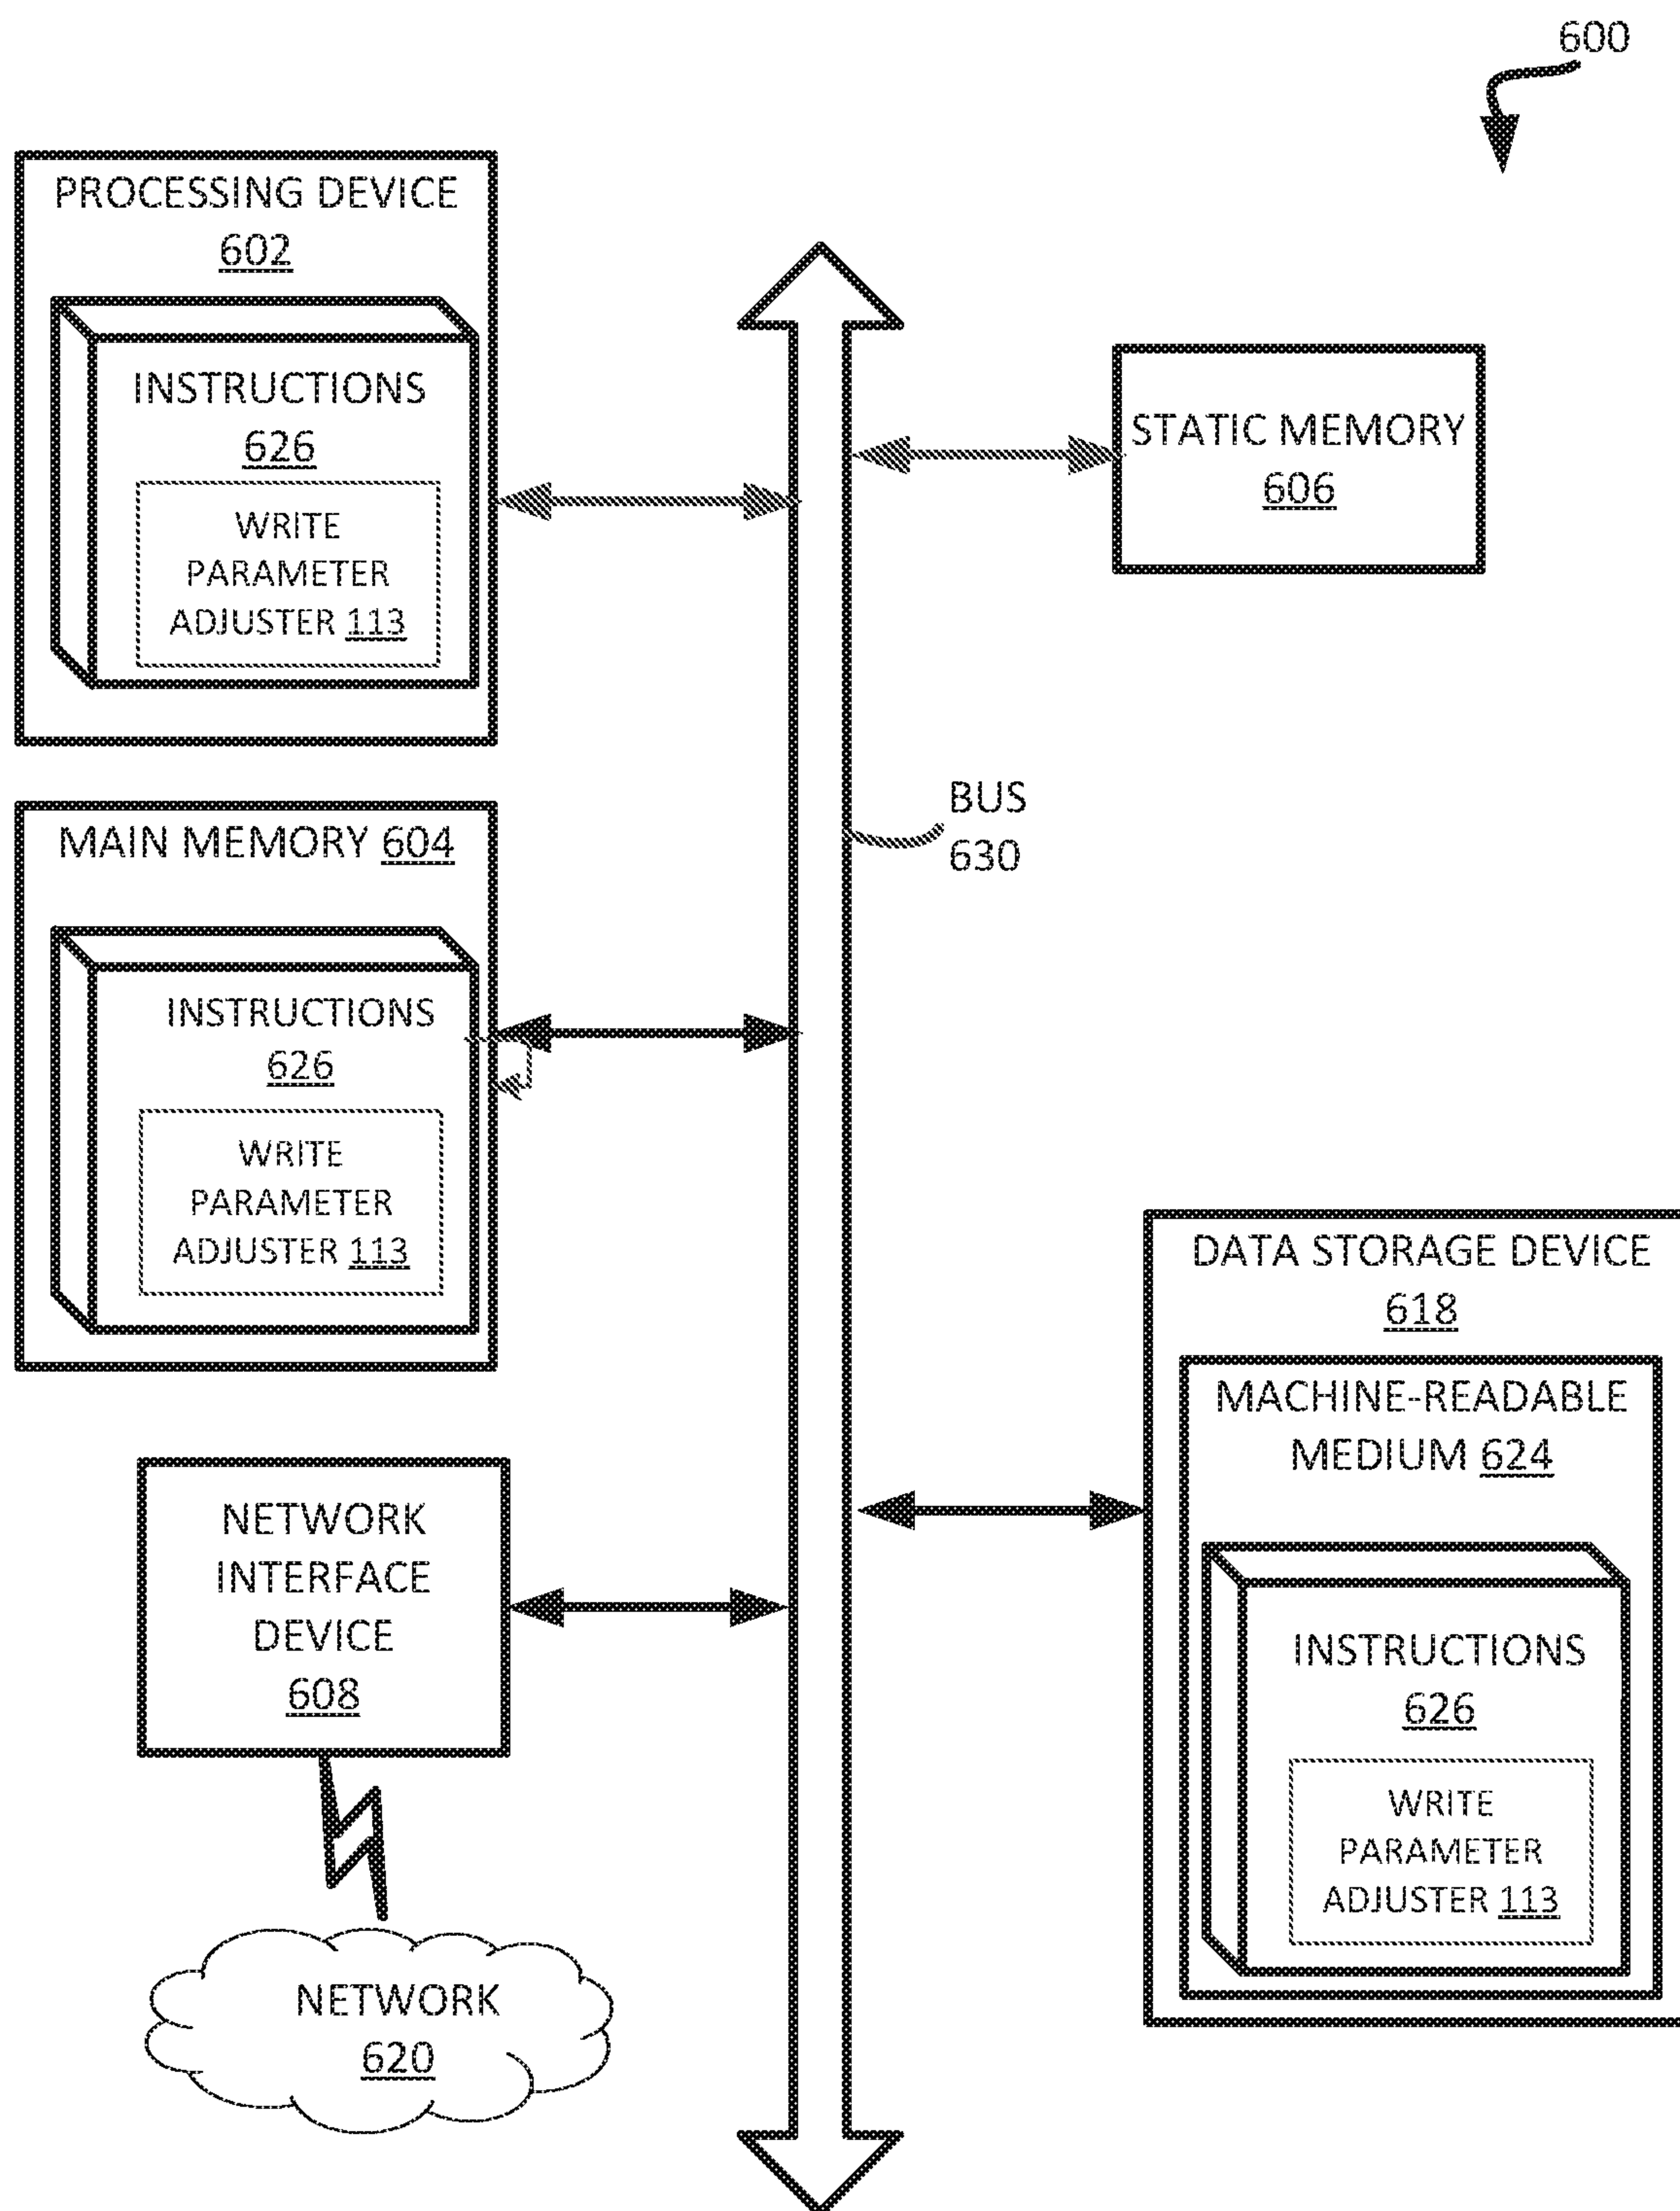 600
PROCESSING DEVICE
602
INSTRUCTIONS
626
WRITE
PARAMETER
ADJUSTER 113
STATIC MEMORY
606
BUS
630
MAIN MEMORY 604
INSTRUCTIONS
626
WRITE
PARAMETER
ADJUSTER 113
DATA STORAGE DEVICE
618
MACHINE-READABLE
MEDIUM 624
INSTRUCTIONS
626
WRITE
PARAMETER
ADJUSTER 113
NETWORK
INTERFACE
DEVICE
608
NETWORK
620